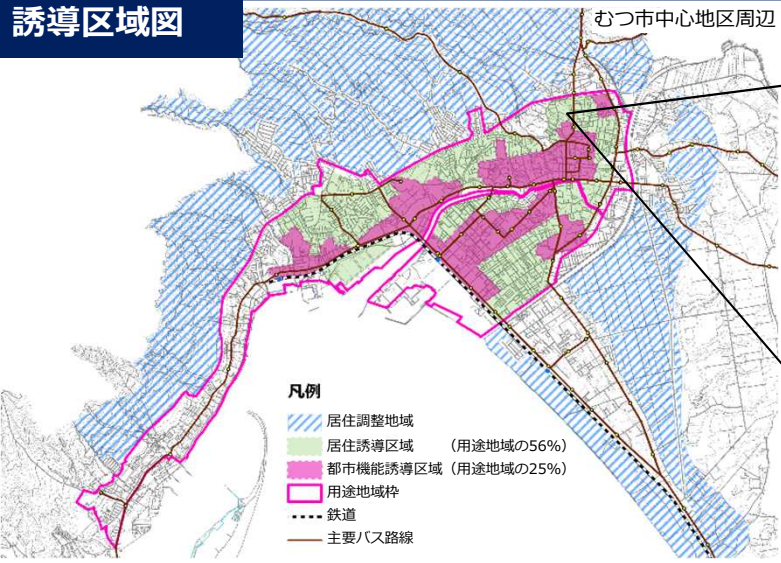 誘導区域図
むつ市中心地区周辺
凡例
居住調整地域
居住誘導区域 （用途地域の56%）
都市機能誘導区域（用途地域の25%）
用途地域枠
鉄道
主要バス路線